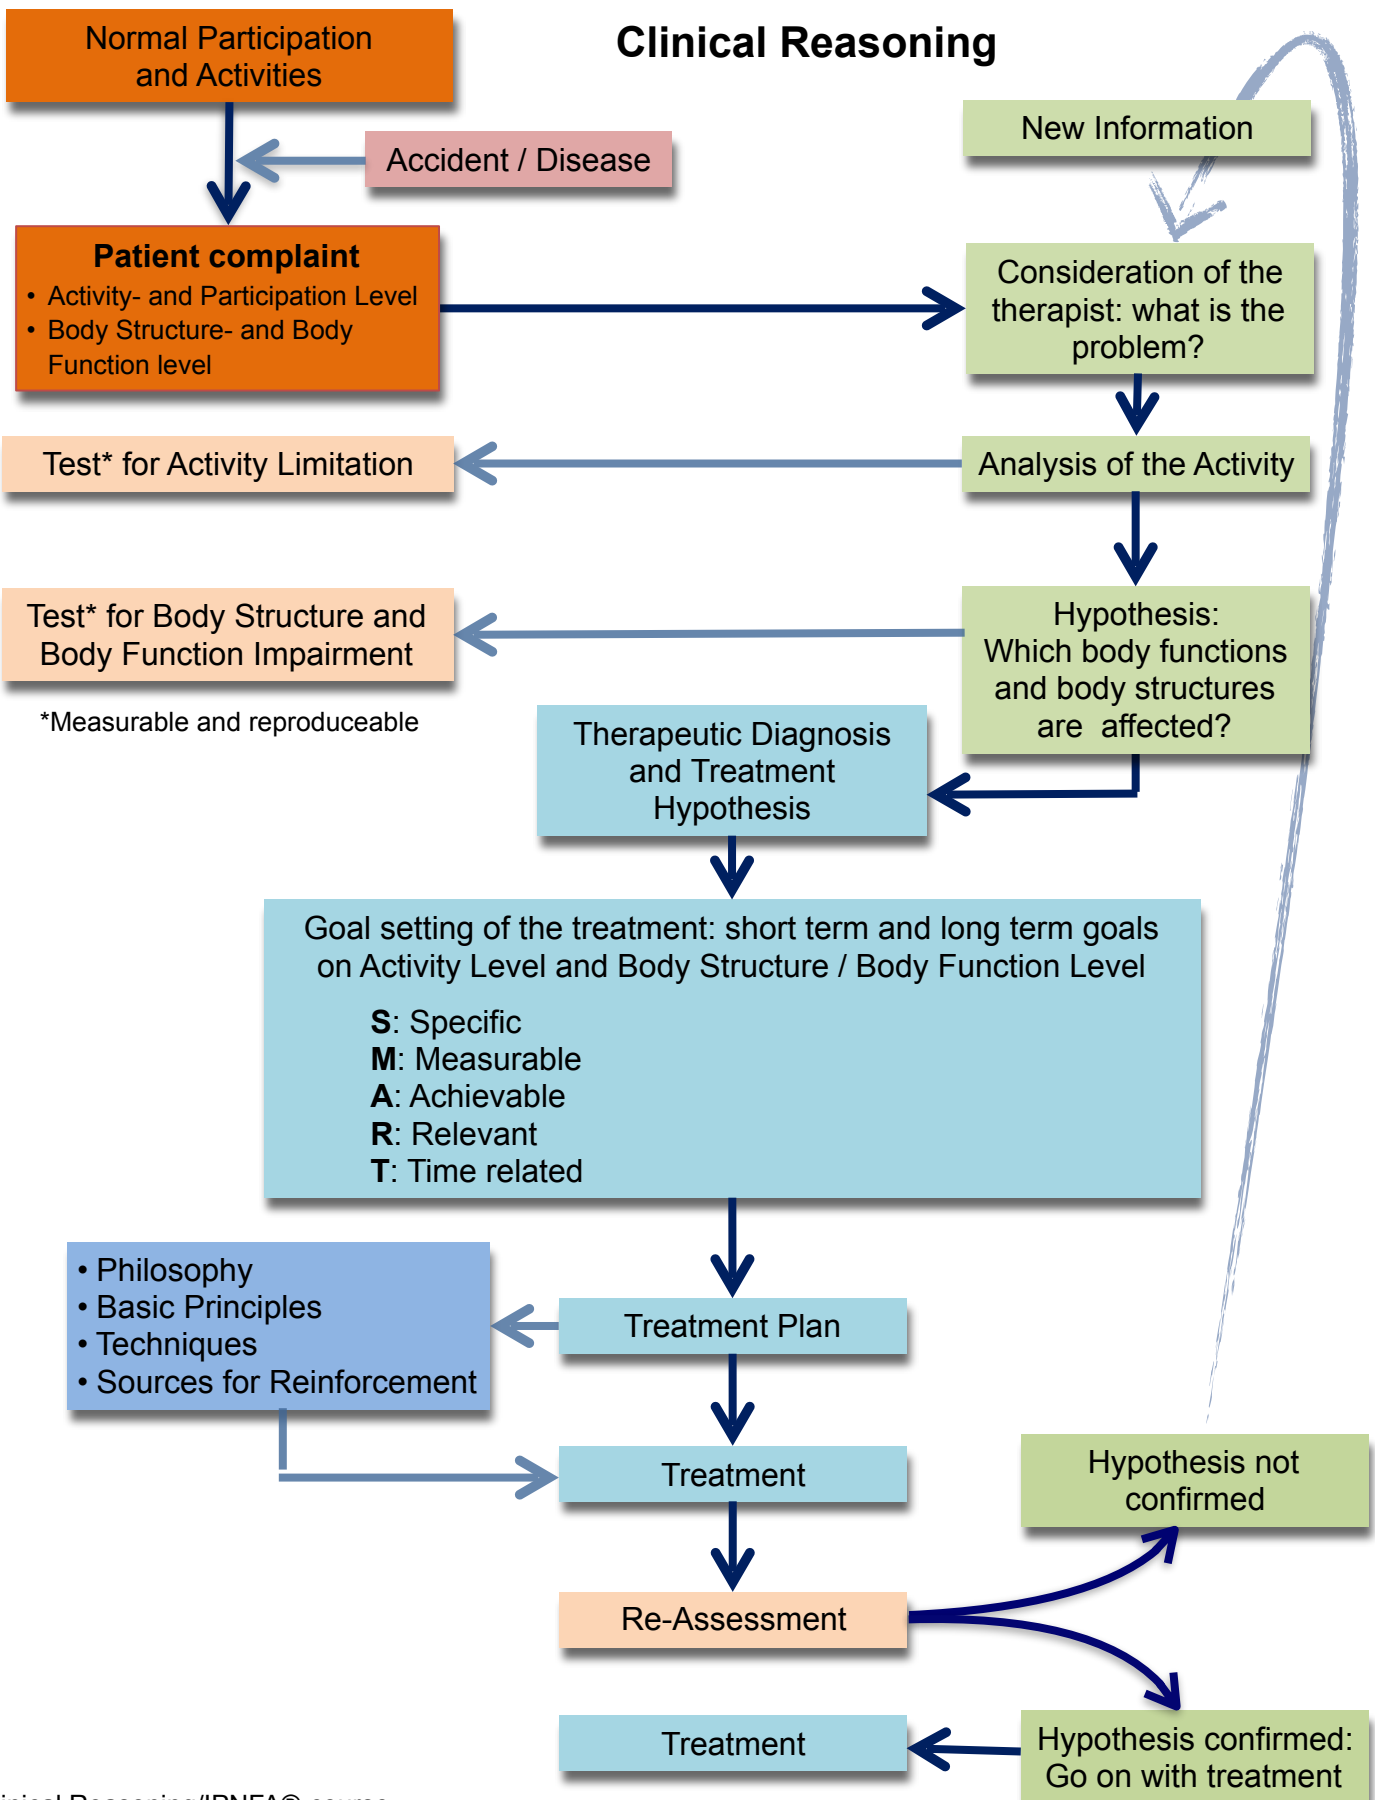 Clinical Reasoning
Normal Participation
and Activities
Accident / Disease
New Information
Patient complaint
• Activity- and Participation Level
• Body Structure- and Body
Function level
Consideration of the
therapist: what is the
problem?
Test* for Activity Limitation
Analysis of the Activity
Test* for Body Structure and
Body Function Impairment
*Measurable and reproduceable
Hypothesis:
Which body functions
and body structures
are affected?
Therapeutic Diagnosis
and Treatment
Hypothesis
Goal setting of the treatment: short term and long term goals
on Activity Level and Body Structure / Body Function Level
S: Specific
M: Measurable
A: Achievable
R: Relevant
T: Time related
• Philosophy
• Basic Principles
• Techniques
• Sources for Reinforcement
Treatment Plan
Treatment
Hypothesis not
confirmed
Re-Assessment
Treatment
Hypothesis confirmed:
Go on with treatment
Reasoning/IPNFA® course